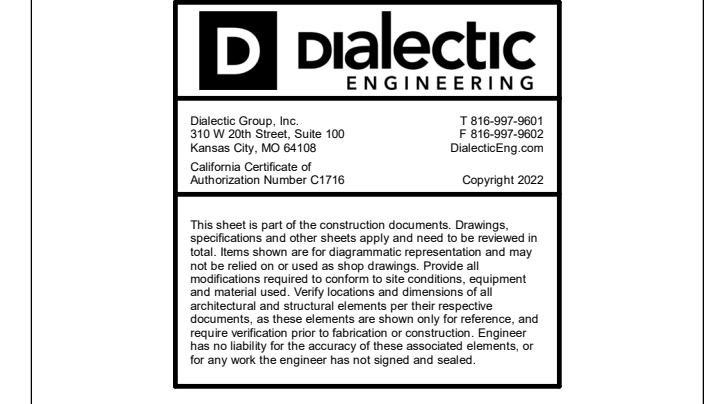 D Dialectic
ENGINEERING
Dialectic Group, Inc. T 816-997-9601
310 W 20th Street, Suite 100 F 816-997-9602
Kansas City, MO 64108 DialecticEng.com
California Certificate of
Authorization Number C1716 Copyright 2022
This sheet is part of the construction documents. Drawings,
specifications and other sheets apply and need to be reviewed in
total. Items shown are for diagrammatic representation and may
not be relied on or used as shop drawings. Provide all
modifications required to conform to site conditions, equipment
and material used. Verify locations and dimensions of all
architectural and structural elements per their respective
documents, as these elements are shown only for reference, and
require verification prior to fabrication or construction. Engineer
has no liability for the accuracy of these associated elements, or
for any work the engineer has not signed and sealed.